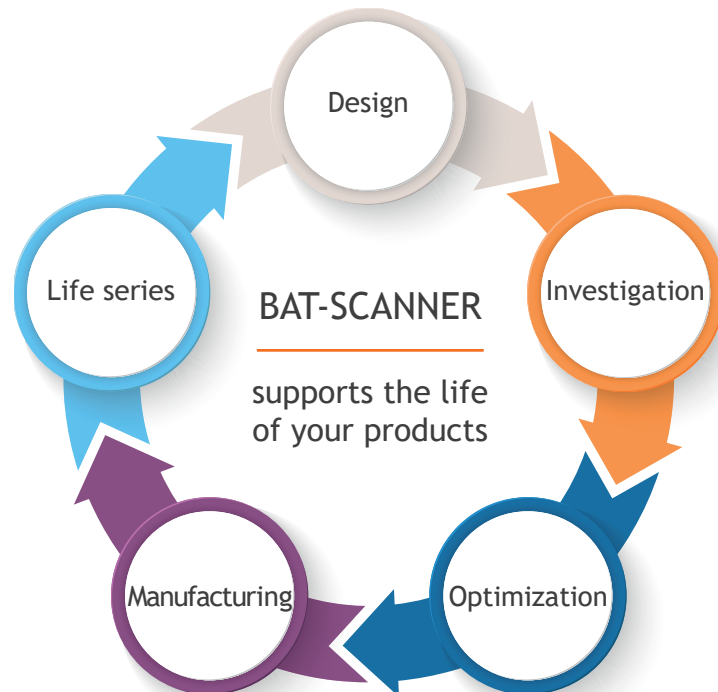 Design
Life series
Investigation
BAT-SCANNER
supports the life
of your products
Manufacturing
Optimization